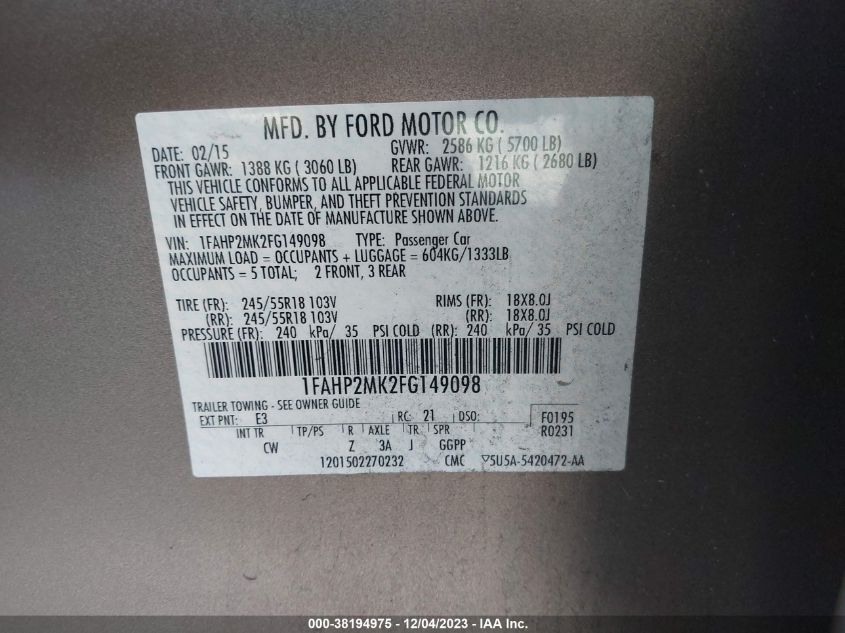 MFD. BY FORD MOTOR CO.
DATE: 02/15 GVWR: 2586 KG ( 5700 LB)
FRONT GAWR: 1388 KG ( 3060 LB) REAR GAWR: 1216 KG ( 2680 LB)
THIS VEHICLE CONFORMS TO ALL APPLICABLE FEDERAL MOTOR
VEHICLE SAFETY, BUMPER, AND THEFT PREVENTION STANDARDS
IN EFFECT ON THE DATE OF MANUFACTURE SHOWN ABOVE.
VIN: 1FAHP2MK2FG149098 TYPE: Passenger Car
MAXIMUM LOAD = OCCUPANTS + LUGGAGE = 604KG/1333LB
OCCUPANTS = 5 TOTAL; 2 FRONT, 3 REAR
TIRE (FR): 245/55R18 103V RIMS (FR): 18X8.0J
(RR): 245/55R18 103V (RR): 18X8.0J
PRESSURE (FR): 240 kPa/ 35 PSI COLD (RR): 240 kPa/ 35 PSI COLD
1FAHP2MK2FG149098
TRAILER TOWING - SEE OWNER GUIDE
EXT PNT: E3 RC: 21 DSO: F0195
INT TR TP/PS R AXLE TR SPR R0231
CW Z 3A J GGPP
1201502270232 CMC ▽5U5A-5420472-AA
000-38194975 - 12/04/2023 - IAA Inc.